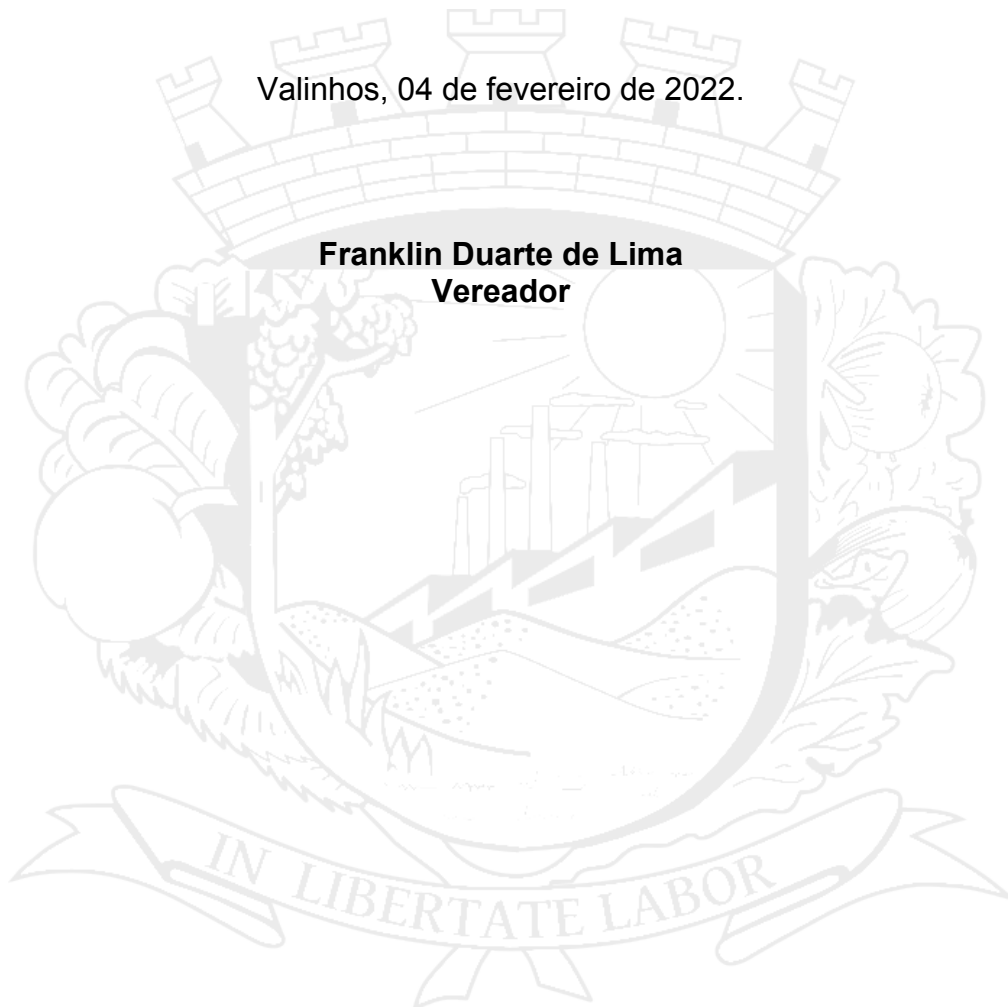 Valinhos, 04 de fevereiro de 2022.
Franklin Duarte de Lima
Vereador
IN LIBERTATE LABOR